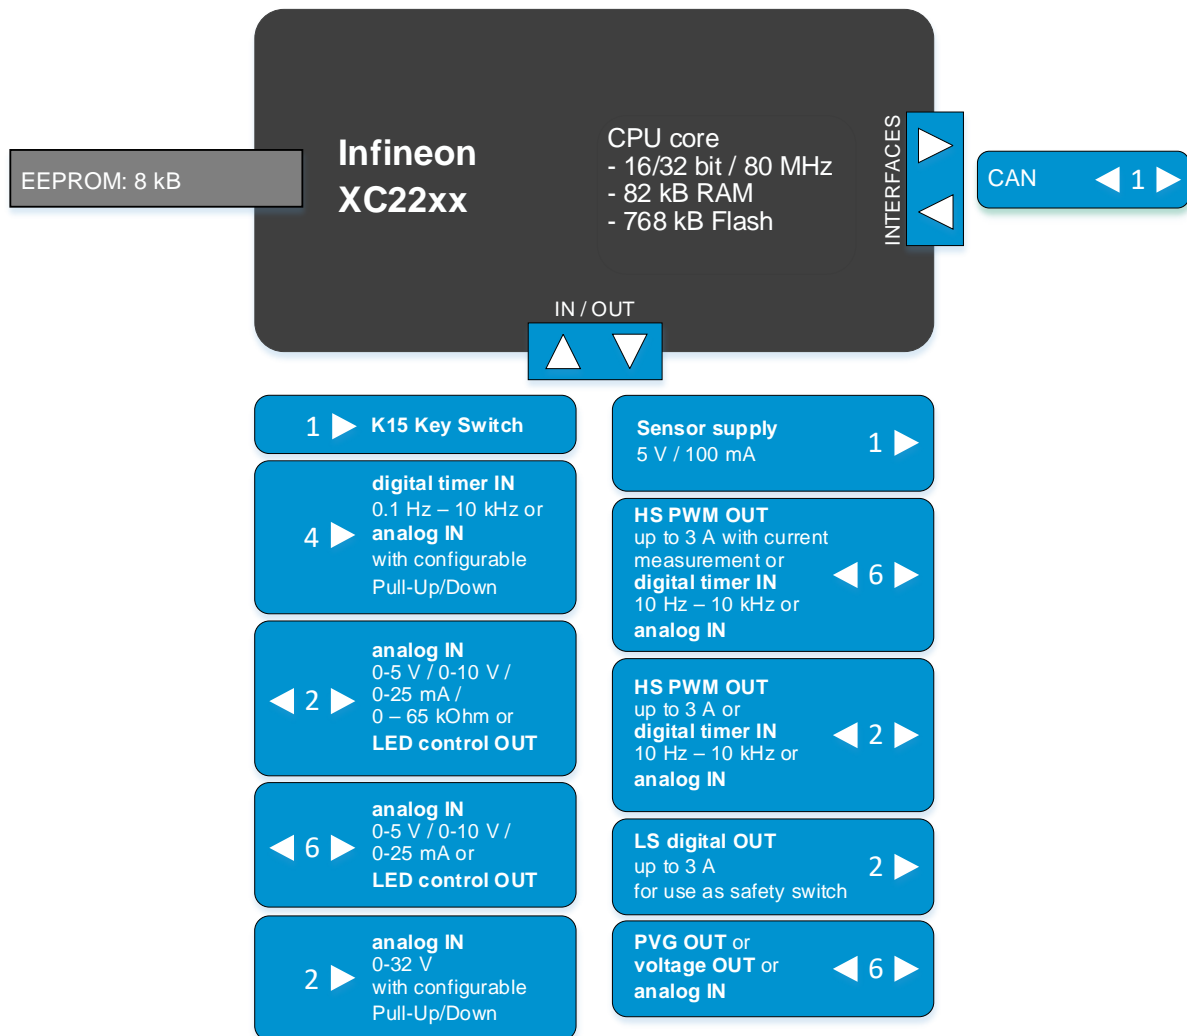 Infineon
XC22xx
CPU core
- 16/32 bit / 80 MHz
- 82 kB RAM
- 768 kB Flash
EEPROM: 8 kB
INTERFACES
CAN 1
IN / OUT
1 K15 Key Switch
4
digital timer IN
0.1 Hz – 10 kHz or
analog IN
with configurable
Pull-Up/Down
2
analog IN
0-5 V / 0-10 V /
0-25 mA /
0 – 65 kOhm or
LED control OUT
6
analog IN
0-5 V / 0-10 V /
0-25 mA or
LED control OUT
2
analog IN
0-32 V
with configurable
Pull-Up/Down
Sensor supply
5 V / 100 mA
1
HS PWM OUT
up to 3 A with current
measurement or
digital timer IN
10 Hz – 10 kHz or
analog IN
6
HS PWM OUT
up to 3 A or
digital timer IN
10 Hz – 10 kHz or
analog IN
2
LS digital OUT
up to 3 A
for use as safety switch
2
PVG OUT or
voltage OUT or
analog IN
6